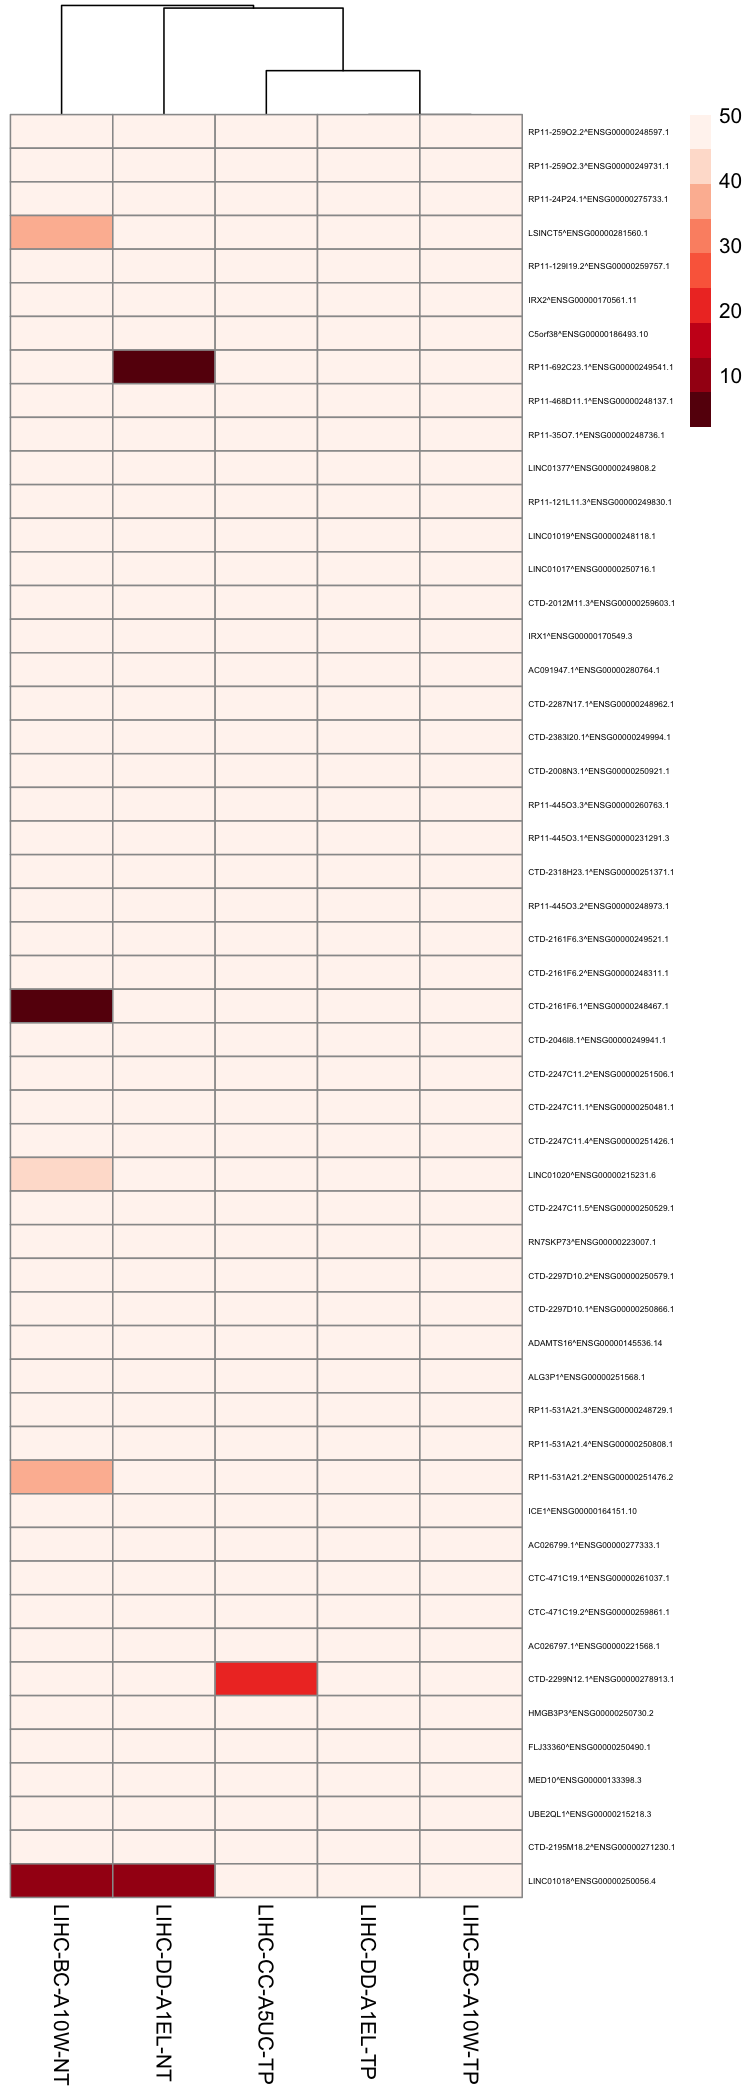 50
40
30
20
10
RP11-259O2.2^ENSG00000248597.1
RP11-259O2.3^ENSG00000249731.1
RP11-24P24.1^ENSG00000275733.1
LSINCT5^ENSG00000281560.1
RP11-129I19.2^ENSG00000259757.1
IRX2^ENSG00000170561.11
C5orf38^ENSG00000186493.10
RP11-692C23.1^ENSG00000249541.1
RP11-468D11.1^ENSG00000248137.1
RP11-35O7.1^ENSG00000248736.1
LINC01377^ENSG00000249808.2
RP11-121L11.3^ENSG00000249830.1
LINC01019^ENSG00000248118.1
LINC01017^ENSG00000250716.1
CTD-2012M11.3^ENSG00000259603.1
IRX1^ENSG00000170549.3
AC091947.1^ENSG00000280764.1
CTD-2287N17.1^ENSG00000248962.1
CTD-2383I20.1^ENSG00000249994.1
CTD-2008N3.1^ENSG00000250921.1
RP11-445O3.3^ENSG00000260763.1
RP11-445O3.1^ENSG00000231291.3
CTD-2318H23.1^ENSG00000251371.1
RP11-445O3.2^ENSG00000248973.1
CTD-2161F6.3^ENSG00000249521.1
CTD-2161F6.2^ENSG00000248311.1
CTD-2161F6.1^ENSG00000248467.1
CTD-2046I8.1^ENSG00000249941.1
CTD-2247C11.2^ENSG00000251506.1
CTD-2247C11.1^ENSG00000250481.1
CTD-2247C11.4^ENSG00000251426.1
LINC01020^ENSG00000215231.6
CTD-2247C11.5^ENSG00000250529.1
RN7SKP73^ENSG00000223007.1
CTD-2297D10.2^ENSG00000250579.1
CTD-2297D10.1^ENSG00000250866.1
ADAMTS16^ENSG00000145536.14
ALG3P1^ENSG00000251568.1
RP11-531A21.3^ENSG00000248729.1
RP11-531A21.4^ENSG00000250808.1
RP11-531A21.2^ENSG00000251476.2
ICE1^ENSG00000164151.10
AC026799.1^ENSG00000277333.1
CTC-471C19.1^ENSG00000261037.1
CTC-471C19.2^ENSG00000259861.1
AC026797.1^ENSG00000221568.1
CTD-2299N12.1^ENSG00000278913.1
HMGB3P3^ENSG00000250730.2
FLJ33360^ENSG00000250490.1
MED10^ENSG00000133398.3
UBE2QL1^ENSG00000215218.3
CTD-2195M18.2^ENSG00000271230.1
LINC01018^ENSG00000250056.4
LIHC-BC-A10W-NT
LIHC-DD-A1EL-NT
LIHC-CC-A5UC-TP
LIHC-DD-A1EL-TP
LIHC-BC-A10W-TP